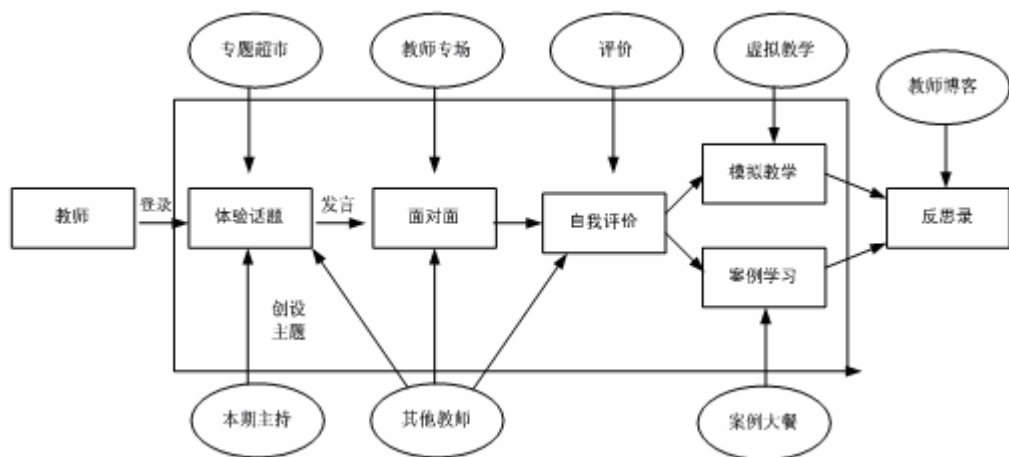 专题超市
教师专场
评价
虚拟教学
教师博客
模拟教学
教师
登录
体验话题
发言
面对面
自我评价
反思录
案例学习
创设
主题
本期主持
其他教师
案例大餐